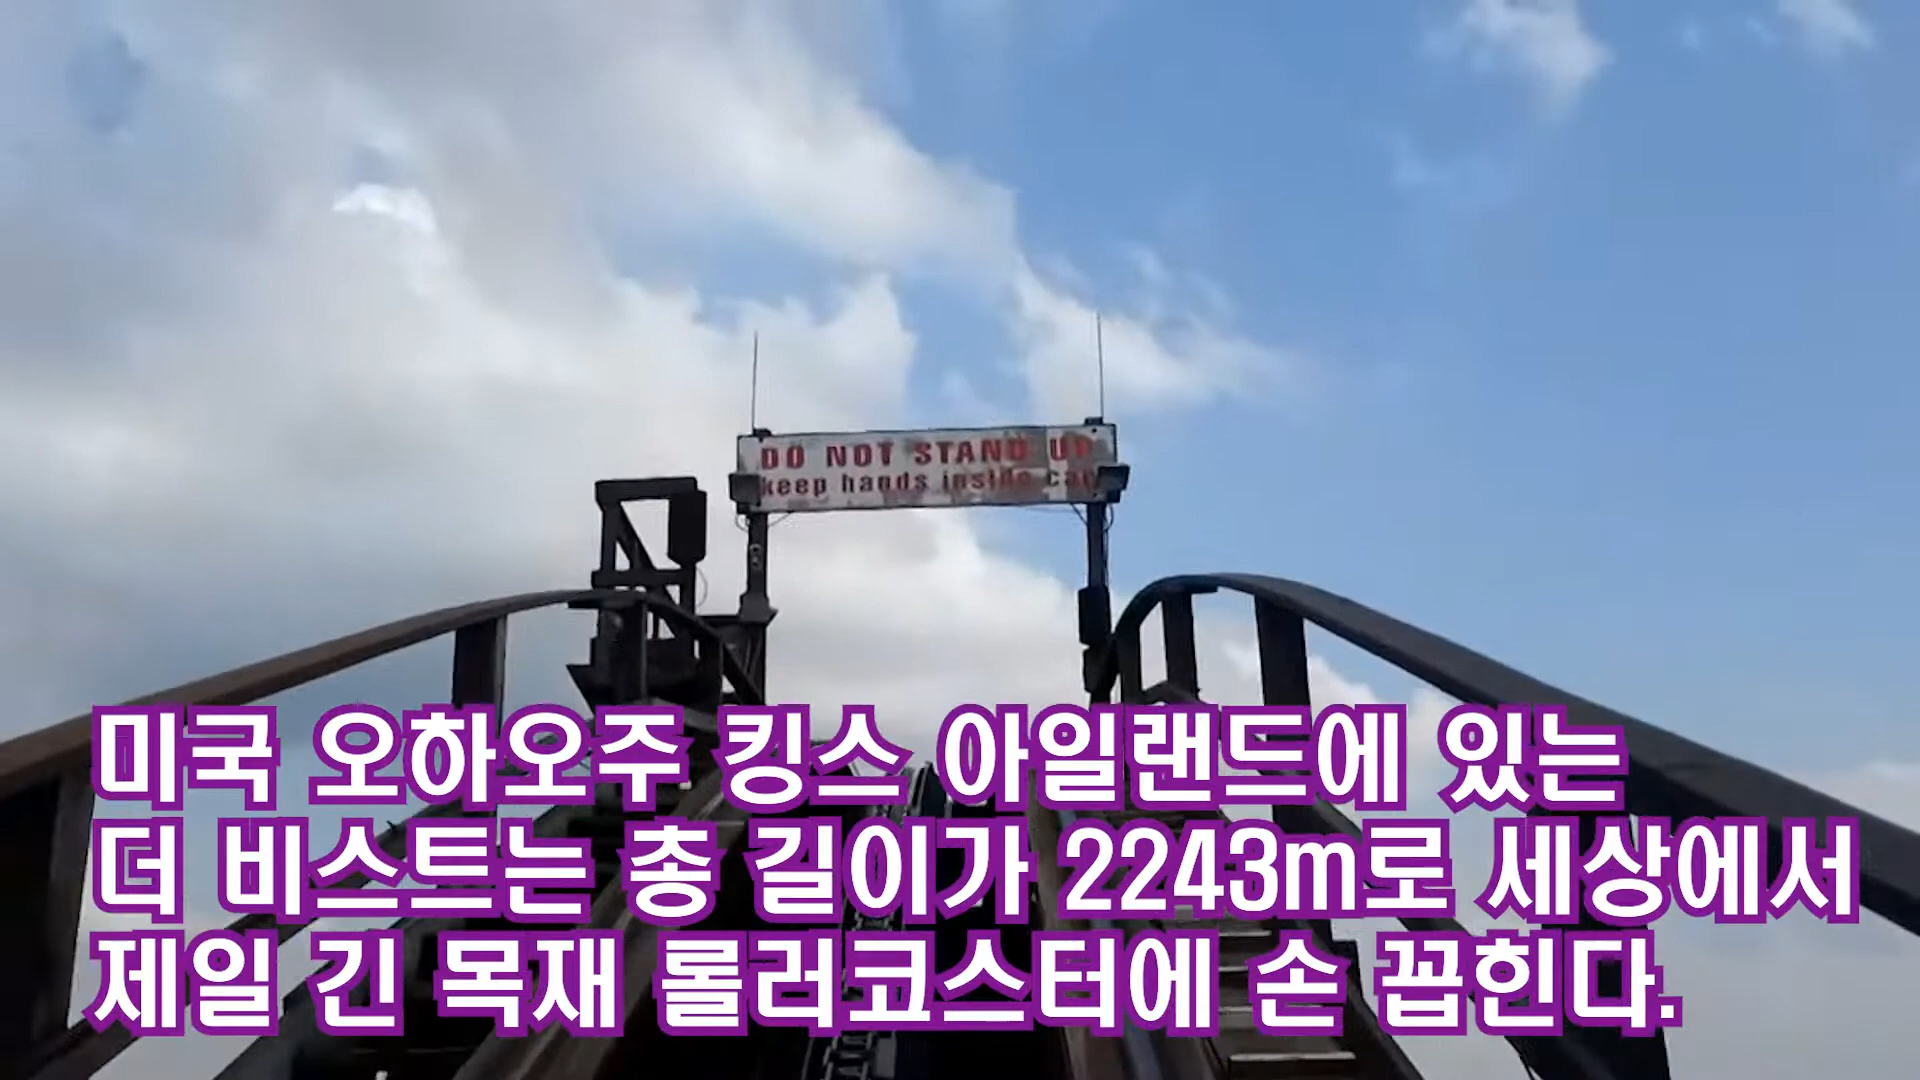 DO NOT STAND UP
keep hands inside car
미국 오하오주 킹스 아일랜드에 있는
더 비스트는 총 길이가 2243m로 세상에서
제일 긴 목재 롤러코스터에 손 꼽힌다.